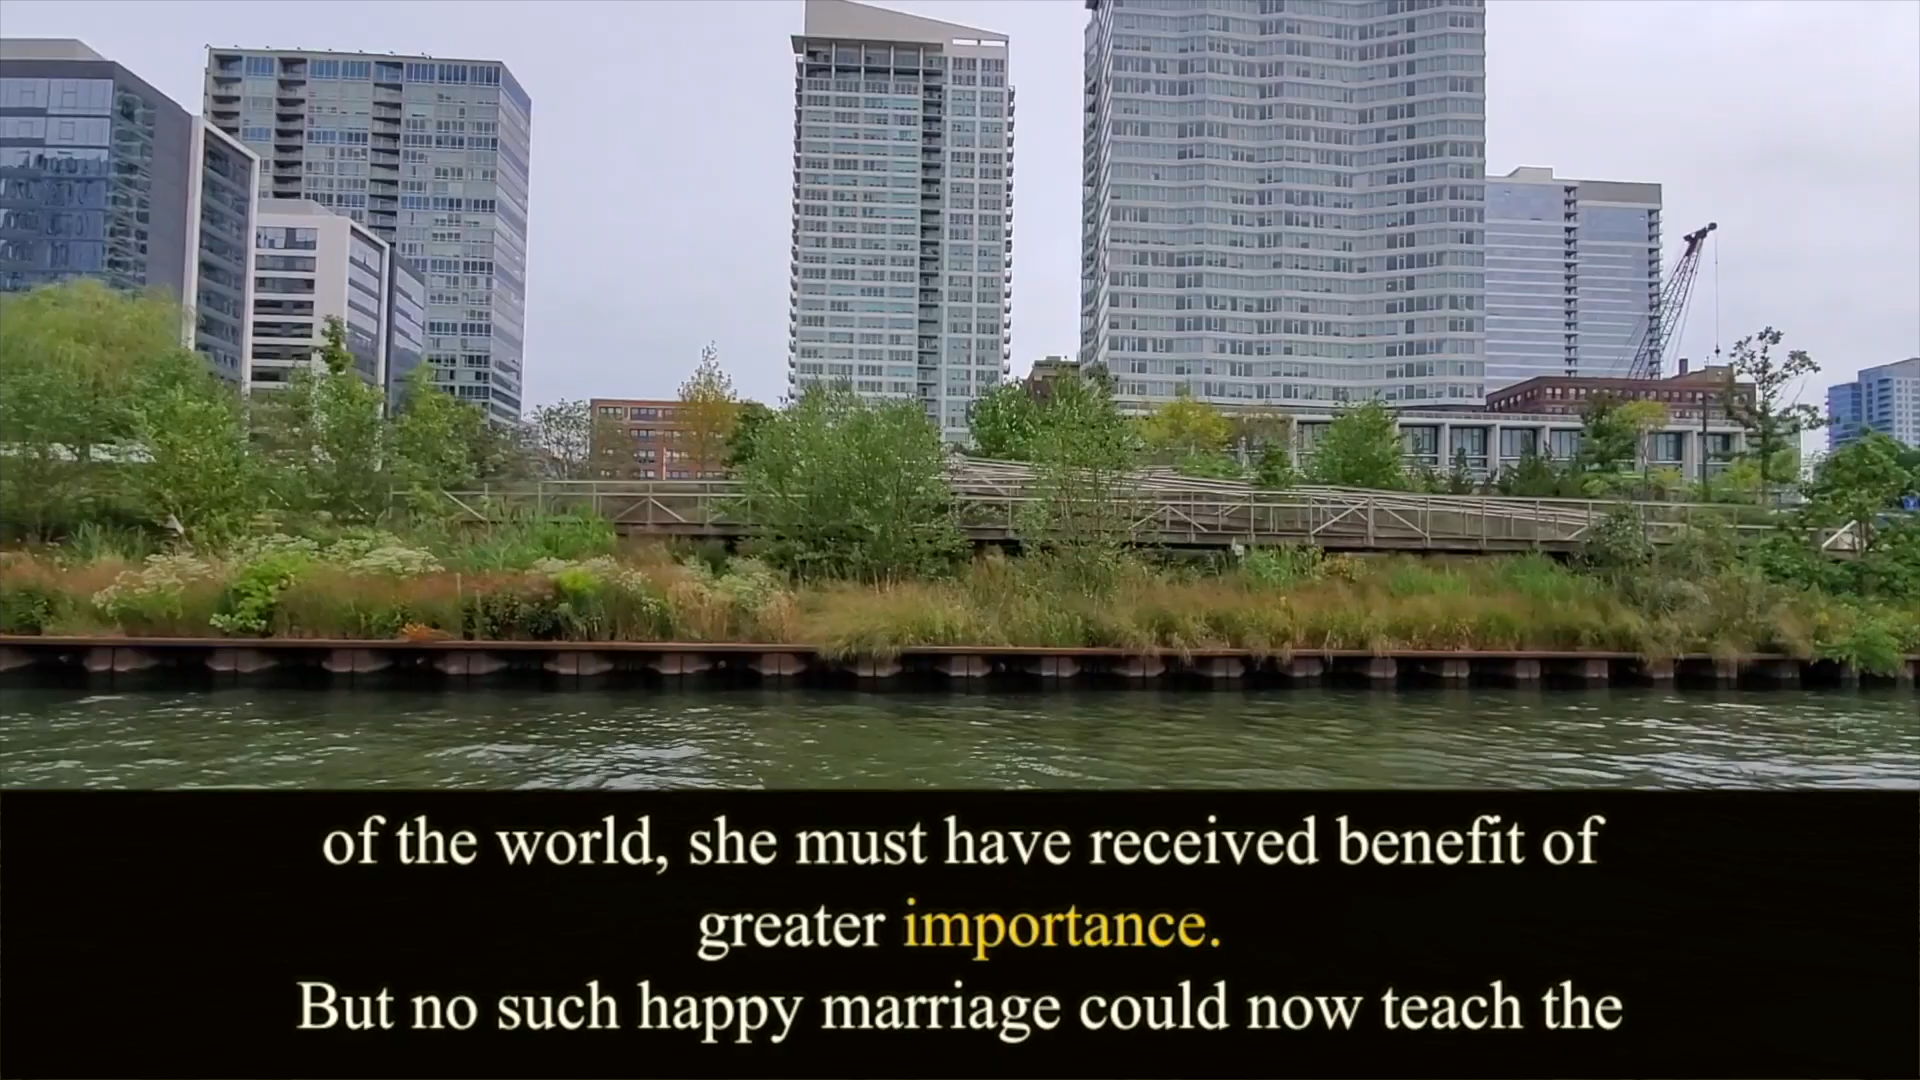 of the world, she must have received benefit of
greater importance.
But no such happy marriage could now teach the